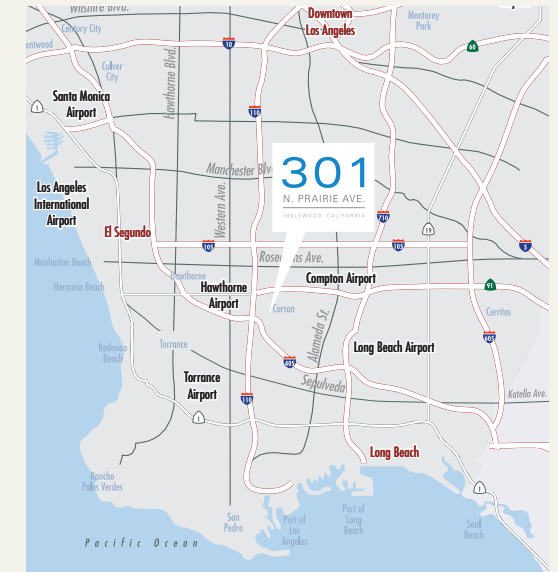 Wilshire Blvd.
Downtown
Los Angeles
Monterey
Park
Century City
10
60
Culver
City
Hawthorne Blvd.
Santa Monica
Airport
1
110
Manchester Blv
301
N. PRAIRIE AVE.
INGLEWOOD, CALIFORNIA
Los Angeles
International
Airport
Western Ave.
710
19
El Segundo
105
105
5
Manhattan Beach
Rosecrans Ave.
Hawthorne
Compton Airport
Hermosa Beach
Hawthorne
Airport
91
Carson
Cerritos
Alameda St.
605
Redondo
Beach
Torrance
Long Beach Airport
405
Torrance
Airport
Sepulveda
Katella Ave.
110
1
Long Beach
Rancho
Palos Verdes
1
San
Pedro
Port of
Los
Angalos
Port of
Long
Beach
Seal
Beach
Pacific Ocean